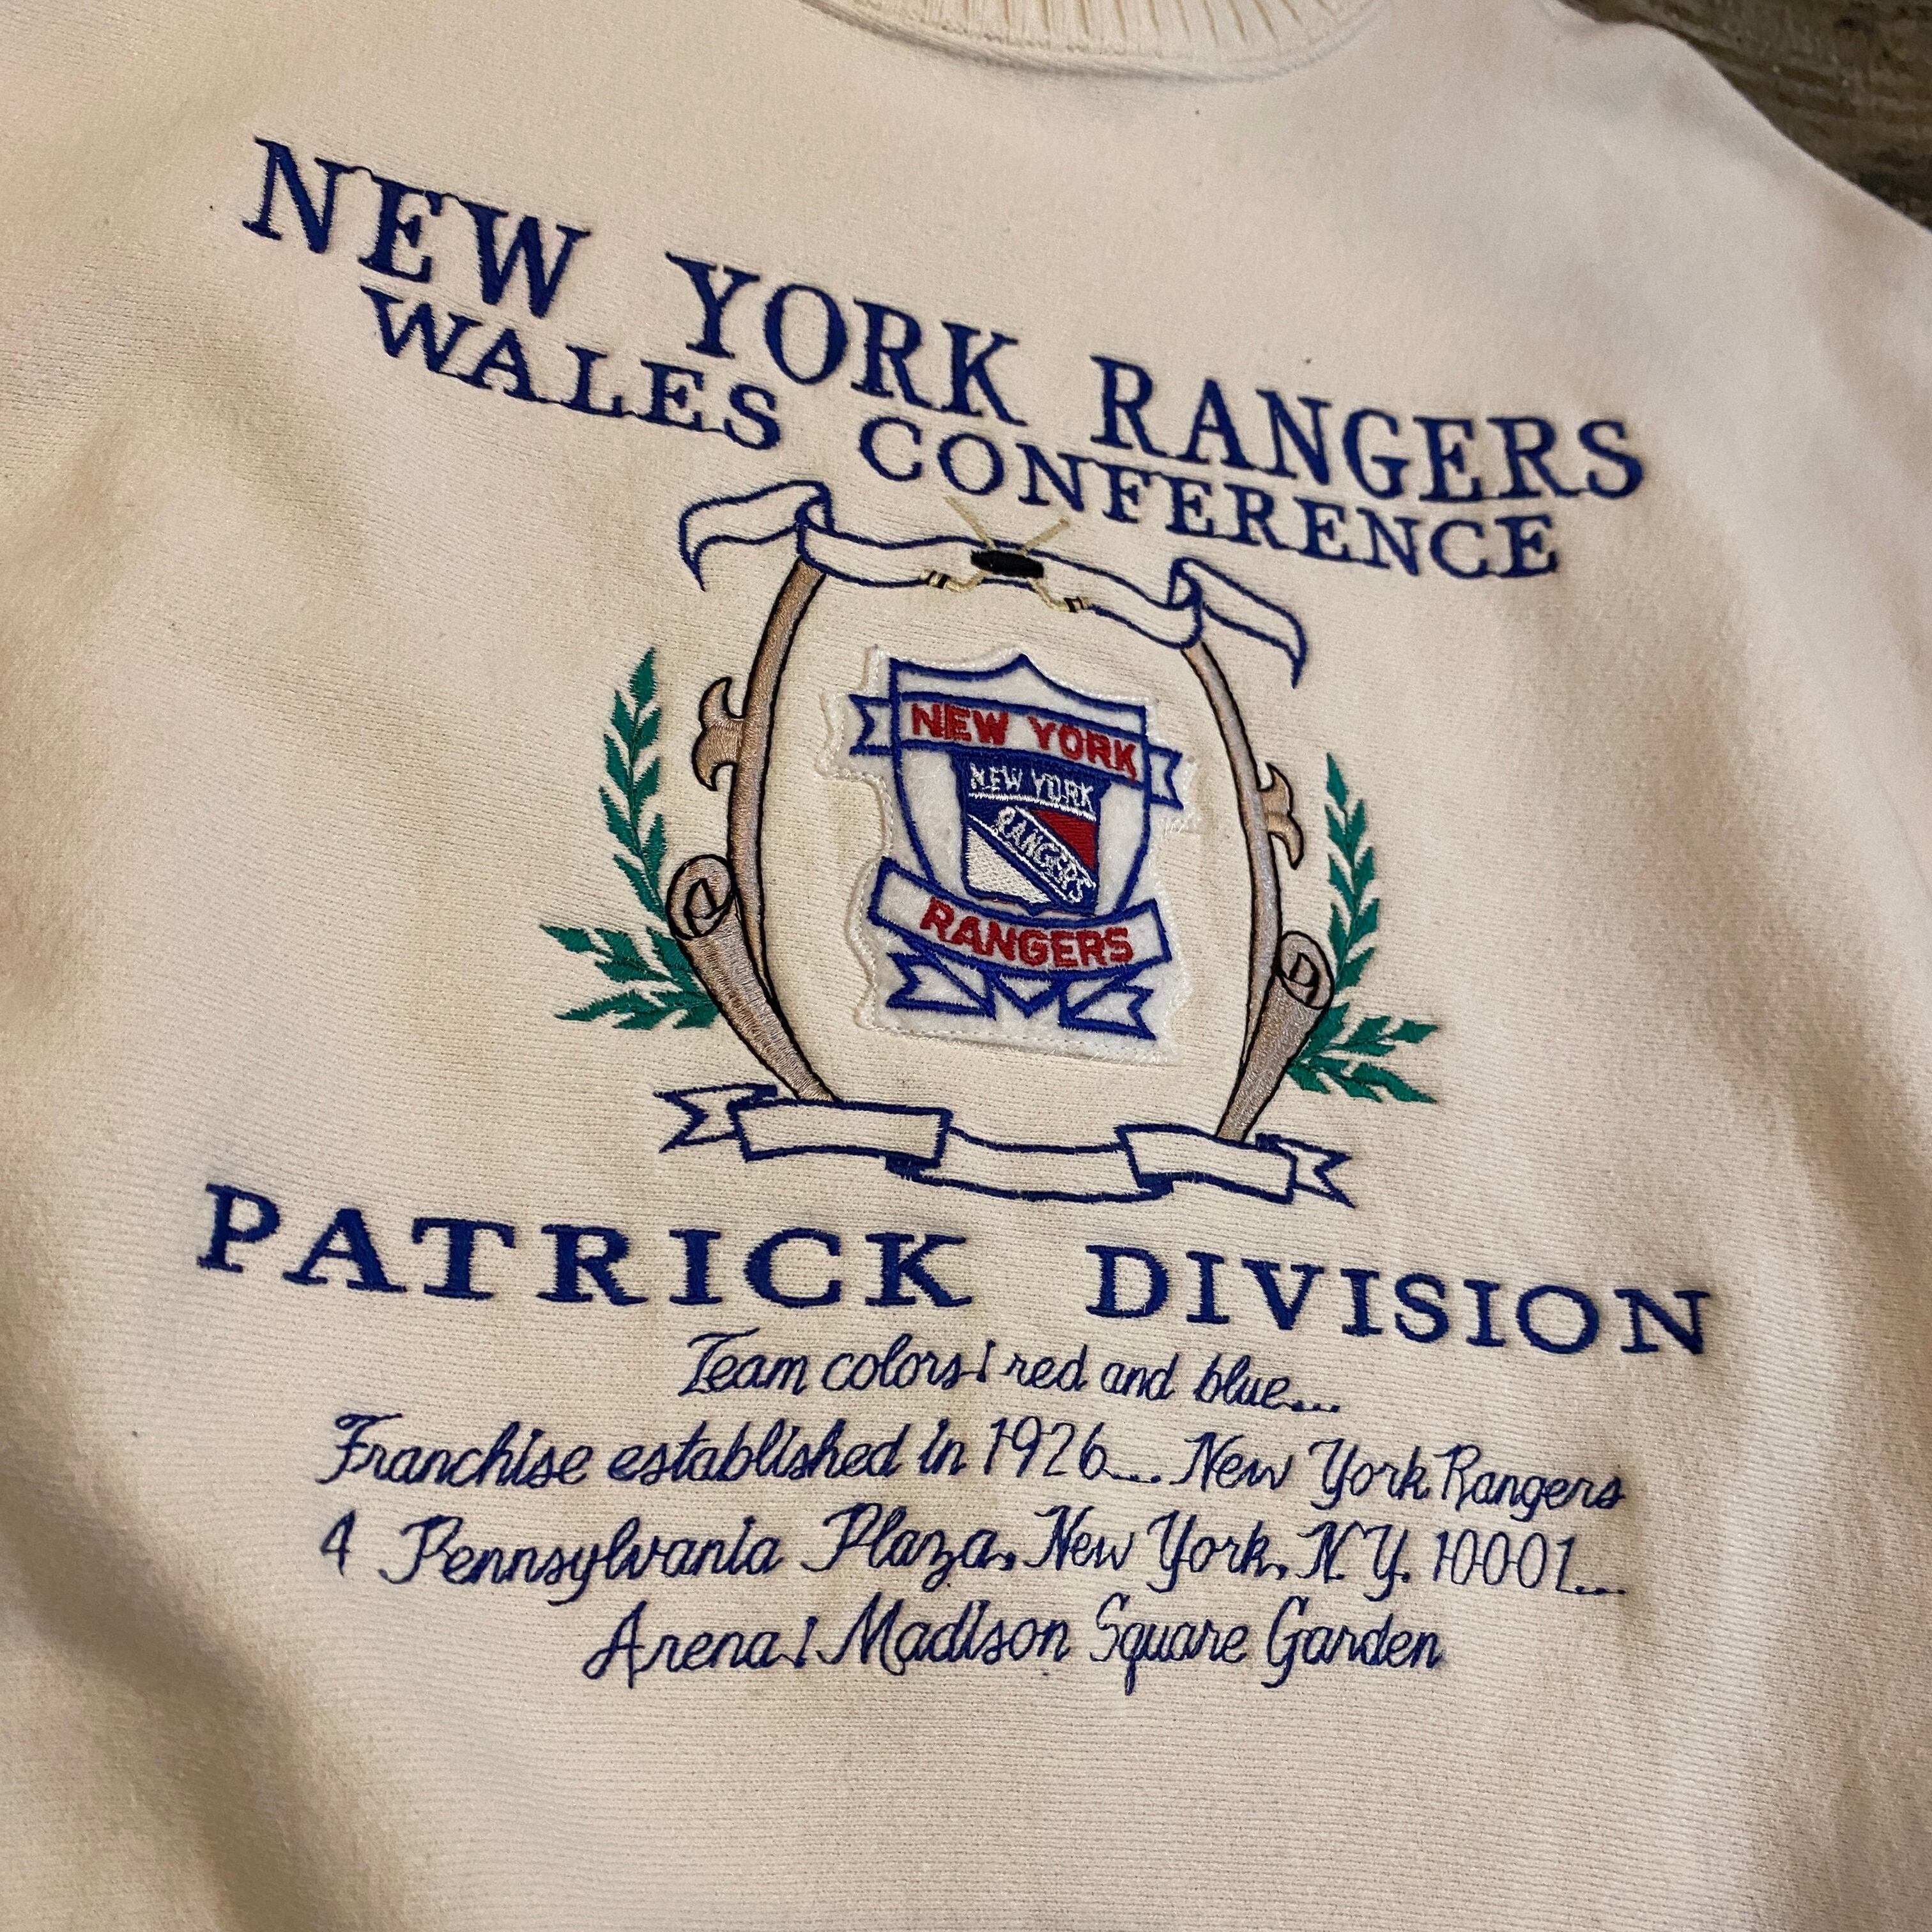 NEW YORK RANGERS
WALES CONFERENCE
NEW YORK
NEW YORK
RANGERS
RANGERS
PATRICK DIVISION
Team colors: red and blue....
Franchise established in 1926.... New York Rangers
4 Pennsylvania Plaza, New York, N.Y. 10001...
Arena: Madison Square Garden